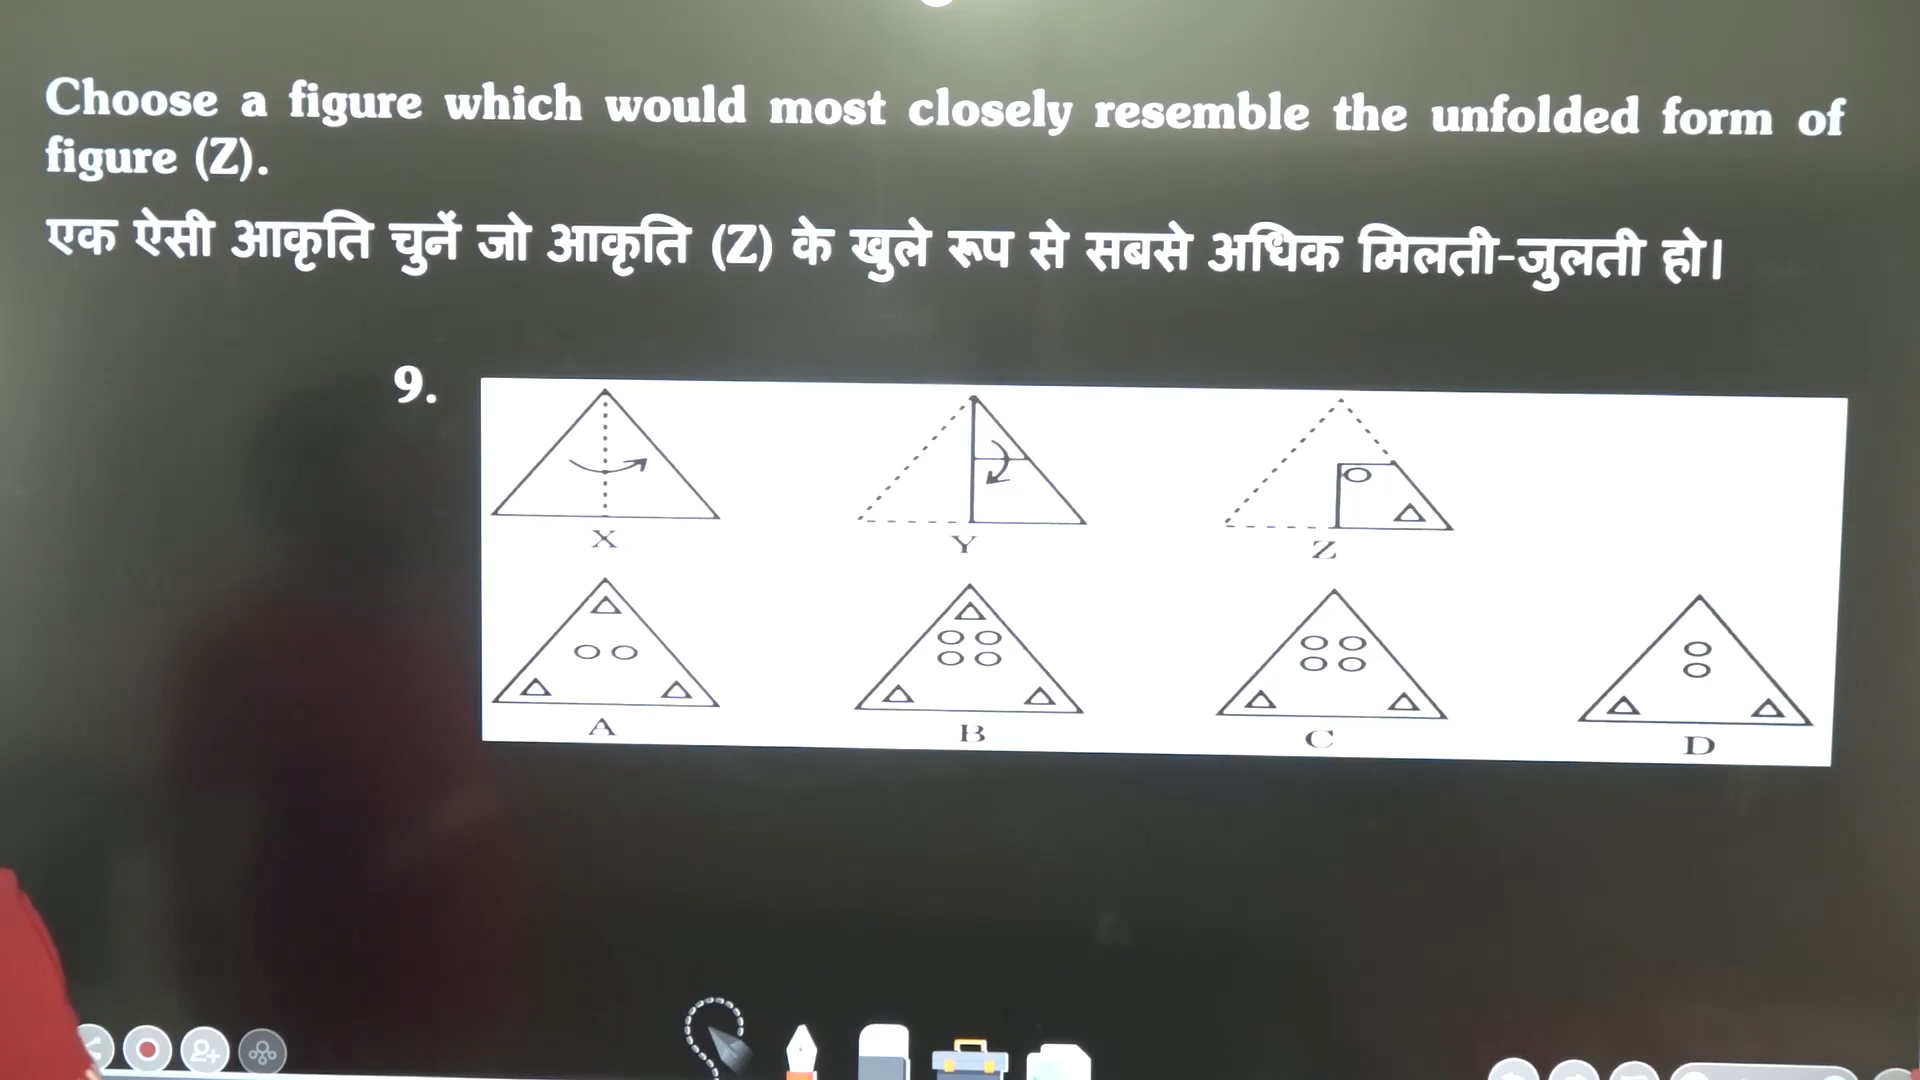 Choose a figure which would most closely resemble the unfolded form of
figure (Z).
एक ऐसी आकृति चुनें जो आकृति (Z) के खुले रूप से सबसे अधिक मिलती-जुलती हो।
9.
X Y Z
A B C D